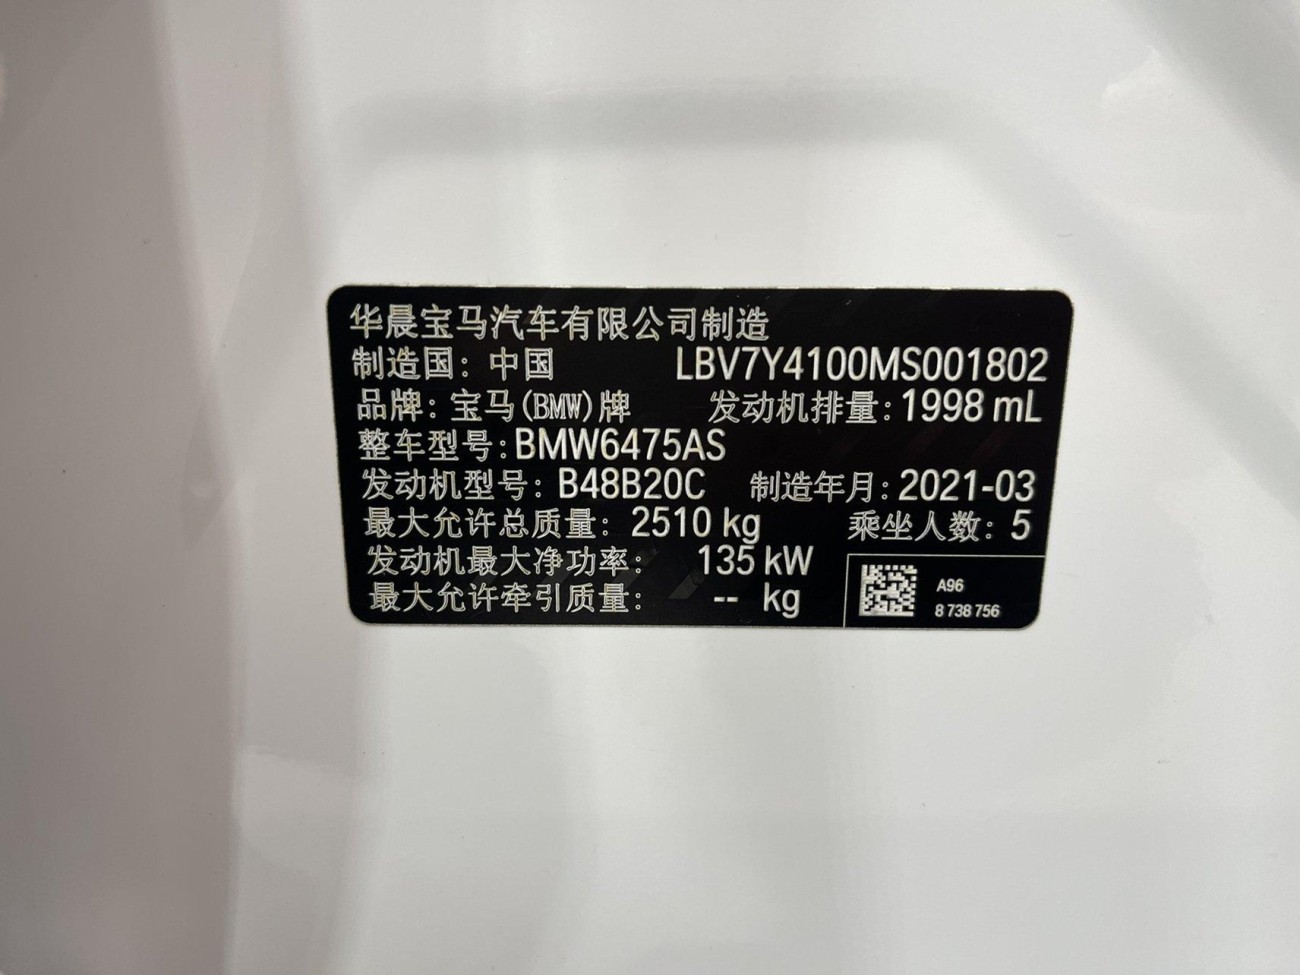 华晨宝马汽车有限公司制造
制造国：中国 LBV7Y4100MS001802
品牌：宝马(BMW)牌 发动机排量：1998 mL
整车型号：BMW6475AS
发动机型号：B48B20C 制造年月：2021-03
最大允许总质量：2510 kg 乘坐人数：5
发动机最大净功率：135 kW
最大允许牵引质量：-- kg
A96
8 738 756